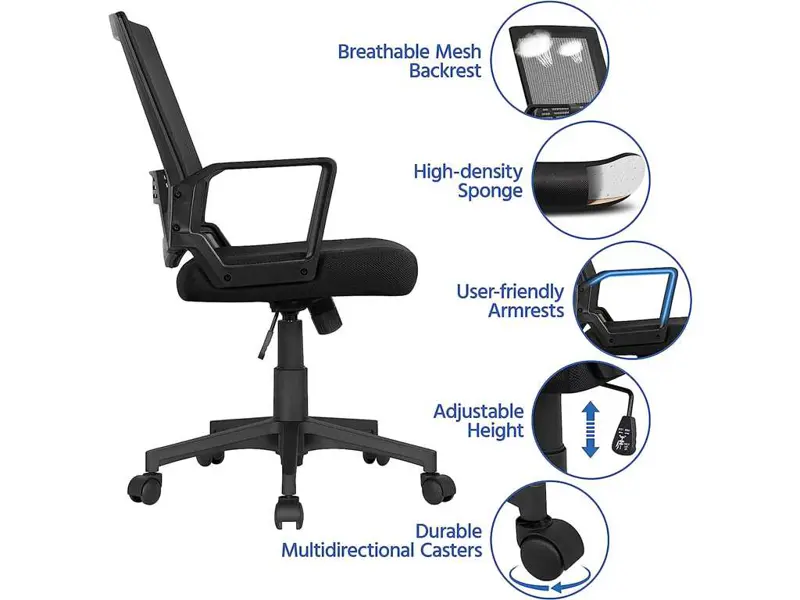 Breathable Mesh
Backrest
High-density
Sponge
User-friendly
Armrests
Adjustable
Height
Durable
Multidirectional Casters